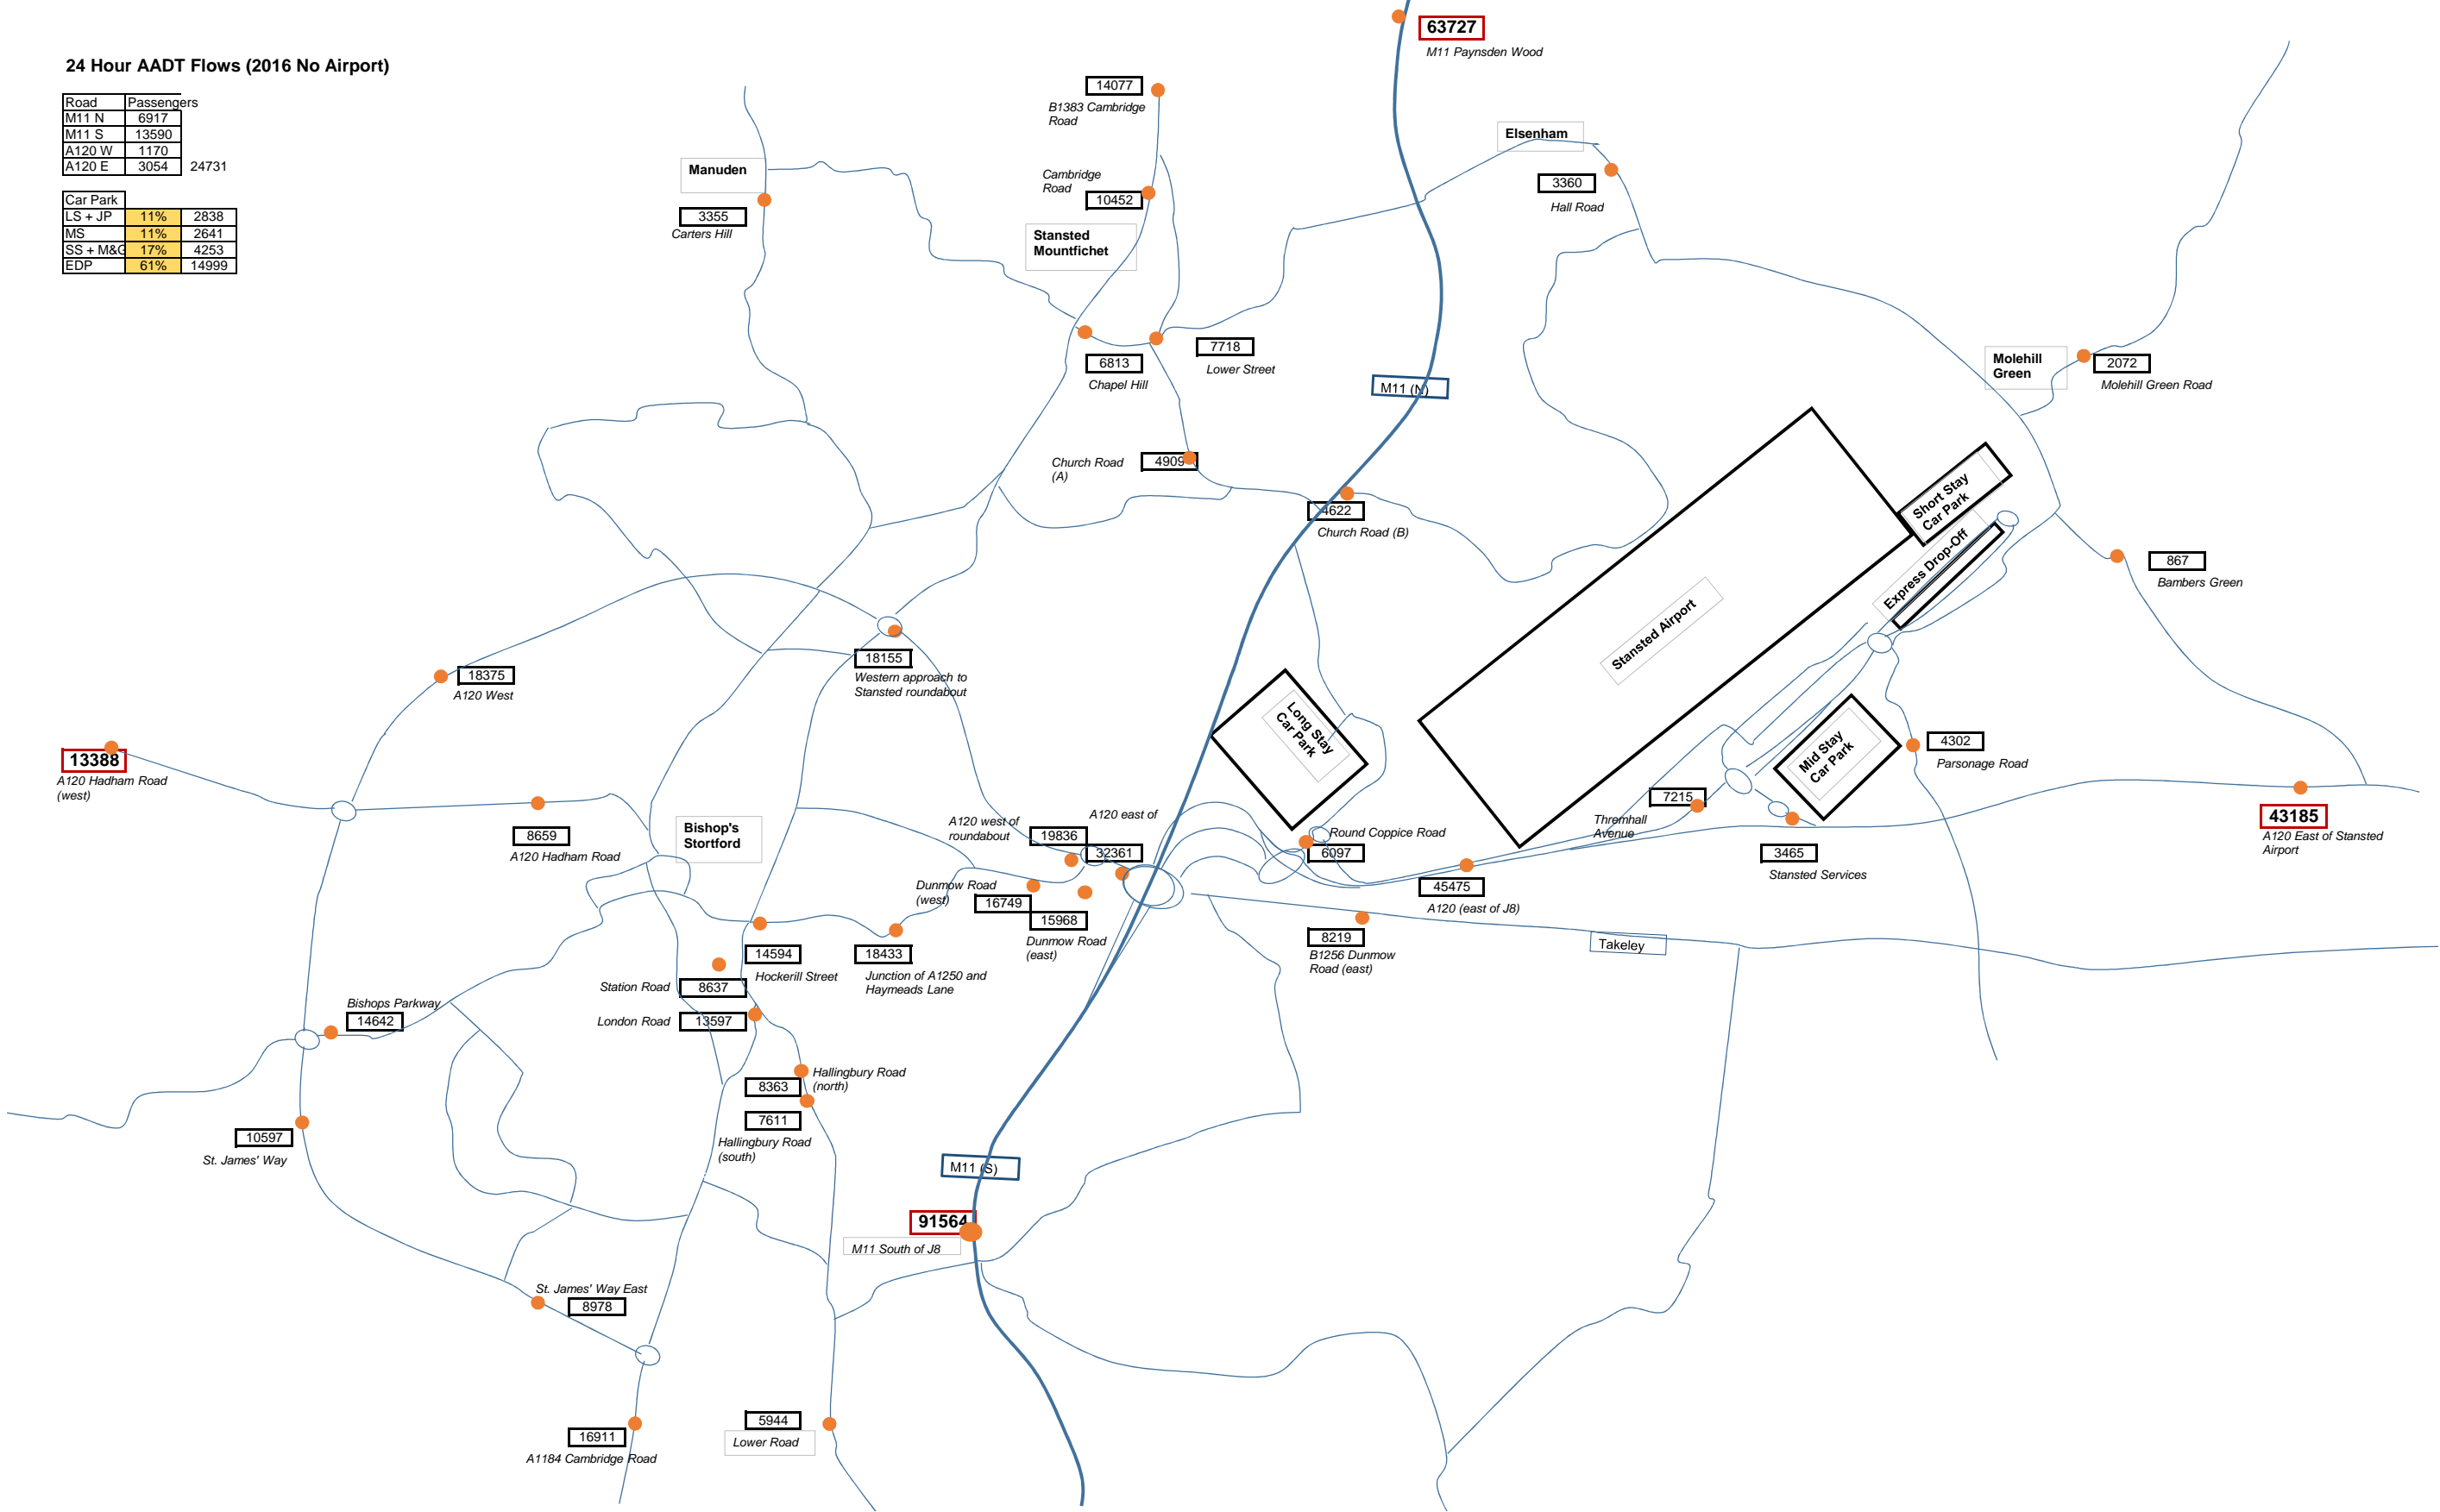 63727
M11 Paynsden Wood
24 Hour AADT Flows (2016 No Airport)
Road Passengers
M11 N 6917
M11 S 13590
A120 W 1170
A120 E 3054 24731
Car Park
LS + JP 11% 2838
MS 11% 2641
SS + M&G 17% 4253
EDP 61% 14999
14077
B1383 Cambridge
Road
Cambridge
Road
10452
Stansted
Mountfichet
Manuden
3355
Carters Hill
Elsenham
3360
Hall Road
6813
Chapel Hill
7718
Lower Street
M11 (N)
Molehill
Green
2072
Molehill Green Road
Church Road
(A)
4909
4622
Church Road (B)
Short Stay
Car Park
Express Drop-Off
867
Bambers Green
Stansted Airport
18155
Western approach to
Stansted roundabout
18375
A120 West
13388
A120 Hadham Road
(west)
8659
A120 Hadham Road
Bishop's
Stortford
Long Stay
Car Park
Mid Stay
Car Park
4302
Parsonage Road
7215
Thremhall
Avenue
3465
Stansted Services
43185
A120 East of Stansted
Airport
A120 west of
roundabout
19836
A120 east of
32361
Round Coppice Road
6097
45475
A120 (east of J8)
Dunmow Road
(west)
16749
15968
Dunmow Road
(east)
8219
B1256 Dunmow
Road (east)
Takeley
14594
Hockerill Street
18433
Junction of A1250 and
Haymeads Lane
Station Road
8637
London Road
13597
Bishops Parkway
14642
Hallingbury Road
(north)
8363
7611
Hallingbury Road
(south)
10597
St. James' Way
M11 (S)
91564
M11 South of J8
St. James' Way East
8978
16911
A1184 Cambridge Road
5944
Lower Road